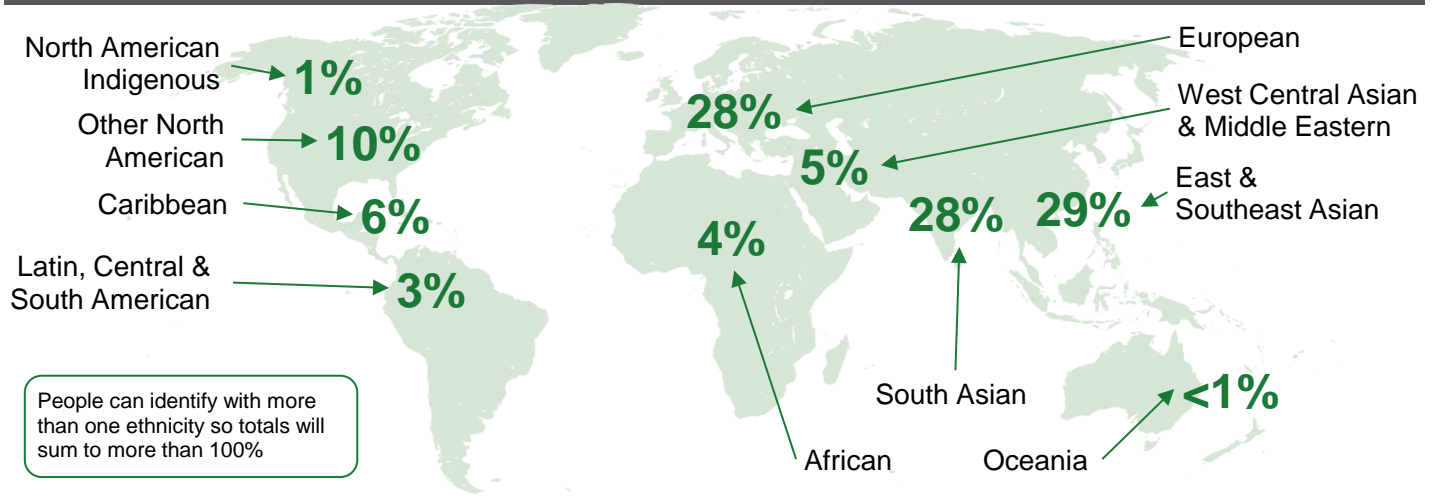 North American
Indigenous
1%
Other North
American
10%
Caribbean
6%
Latin, Central &
South American
3%
European
28%
West Central Asian
& Middle Eastern
5%
East &
Southeast Asian
29%
28%
South Asian
4%
African
<1%
Oceania
People can identify with more
than one ethnicity so totals will
sum to more than 100%